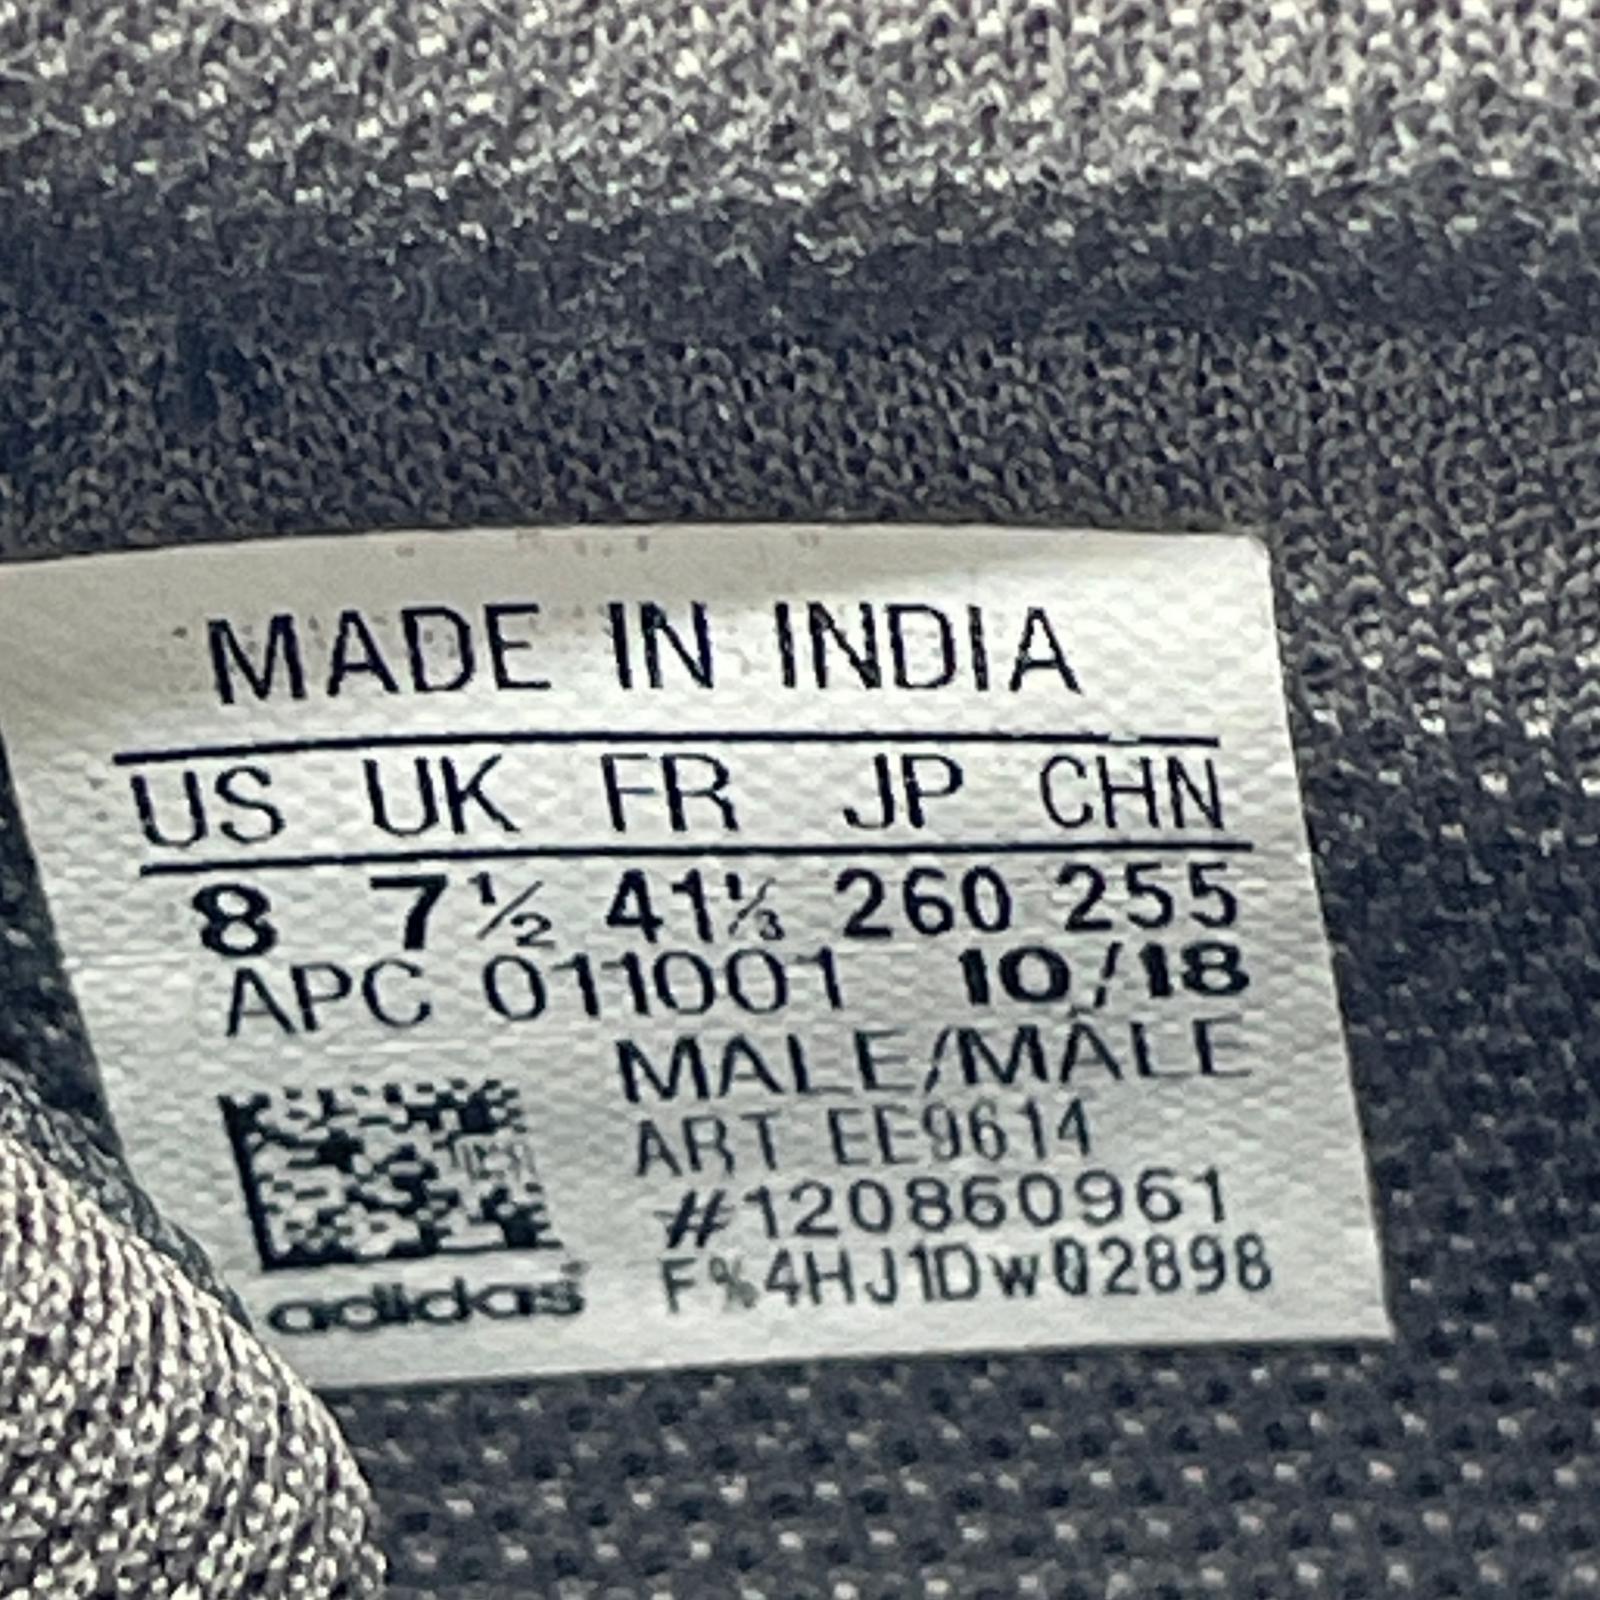 MADE IN INDIA
US UK FR JP CHN
8 7½ 41⅓ 260 255
APC 011001 10/18
MALE/MÂLE
ART EE9614
#120860961
F%4HJ1Dw02898
adidas